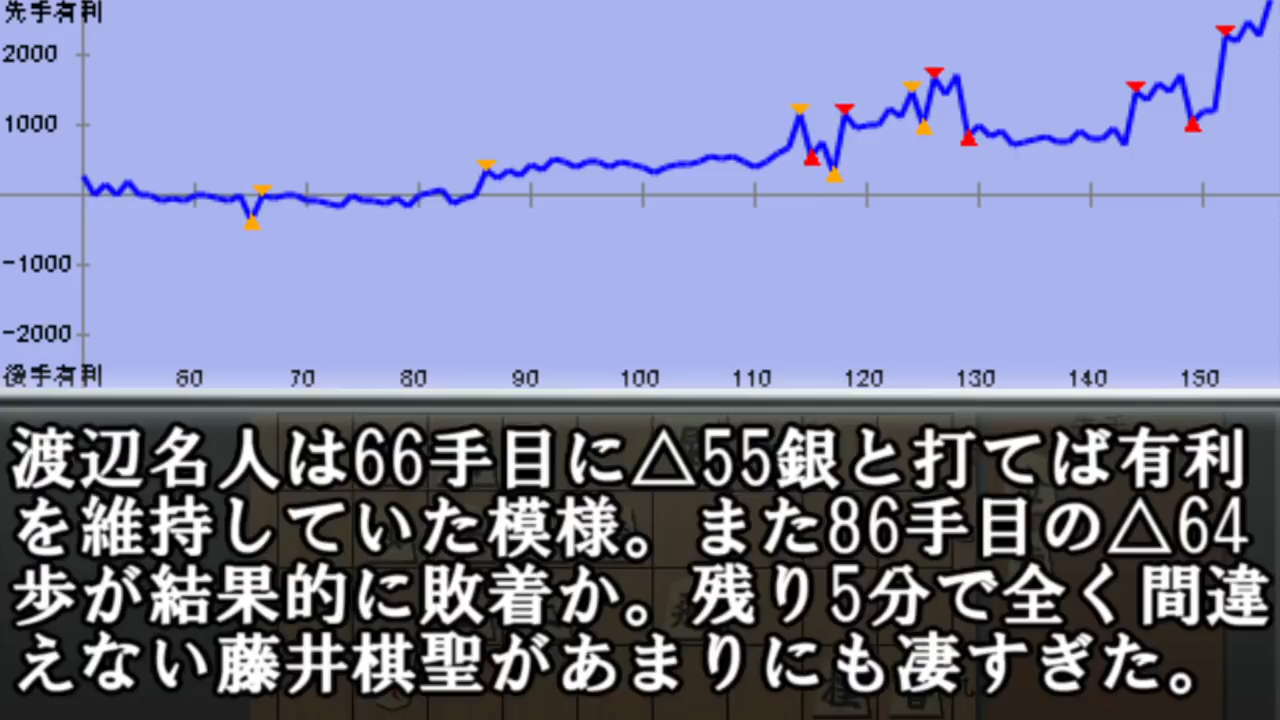 先手有利
2000
1000
-1000
-2000
後手有利
60 70 80 90 100 110 120 130 140 150
渡辺名人は66手目に△55銀と打てば有利
を維持していた模様。また86手目の△64
歩が結果的に敗着か。残り5分で全く間違
えない藤井棋聖があまりにも凄すぎた。